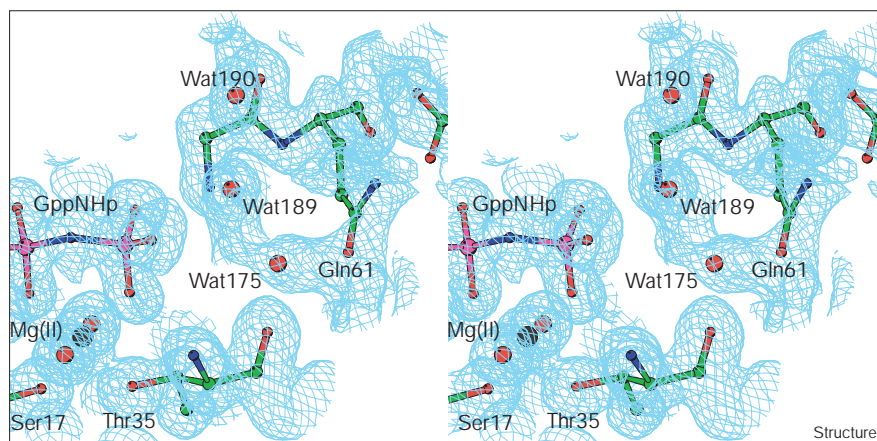 Wat190
Wat190
GppNHp
Wat189
GppNHp
Wat189
Wat175
Gln61
Wat175
Gln61
Mg(II)
Mg(II)
Ser17
Thr35
Ser17
Thr35
Structure